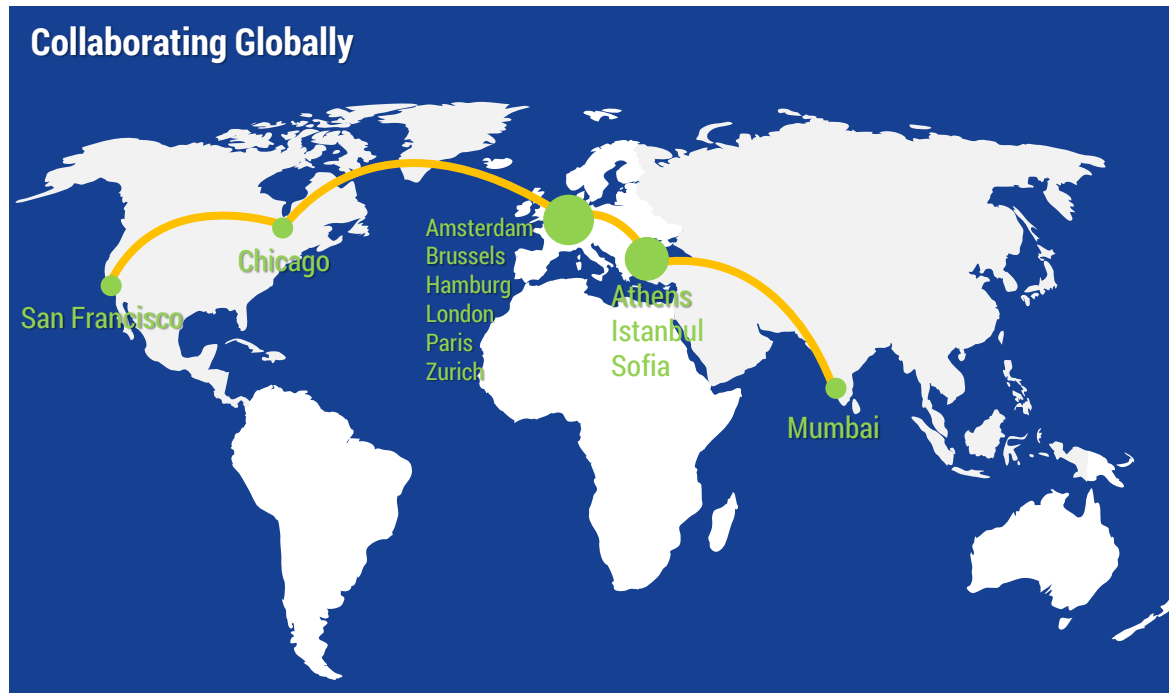 Collaborating Globally
San Francisco
Chicago
Amsterdam
Brussels
Hamburg
London
Paris
Zurich
Athens
Istanbul
Sofia
Mumbai